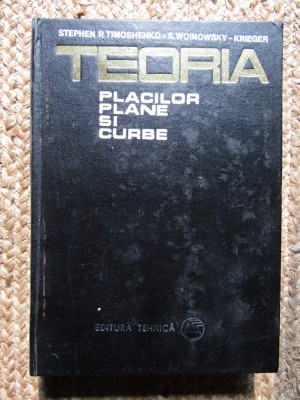 STEPHEN P. TIMOSHENKO - S. WOINOWSKY - KRIEGER
TEORIA
PLACILOR
PLANE
SI
CURBE
EDITURA TEHNICĂ